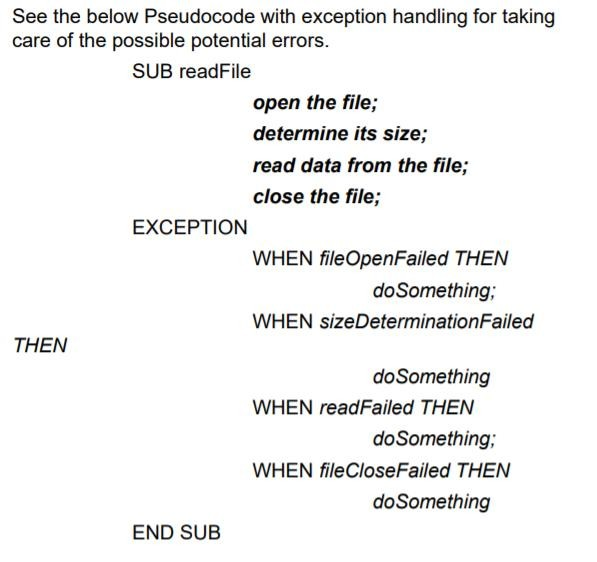 See the below Pseudocode with exception handling for taking
care of the possible potential errors.
SUB readFile
open the file;
determine its size;
read data from the file;
close the file;
EXCEPTION
WHEN fileOpenFailed THEN
doSomething;
WHEN sizeDeterminationFailed
THEN
doSomething
WHEN readFailed THEN
doSomething;
WHEN fileCloseFailed THEN
doSomething
END SUB